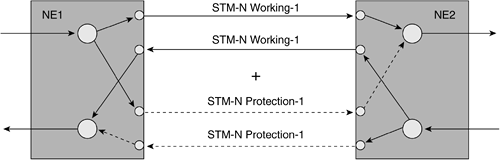 NE1
STM-N Working-1
NE2
STM-N Working-1
+
STM-N Protection-1
STM-N Protection-1